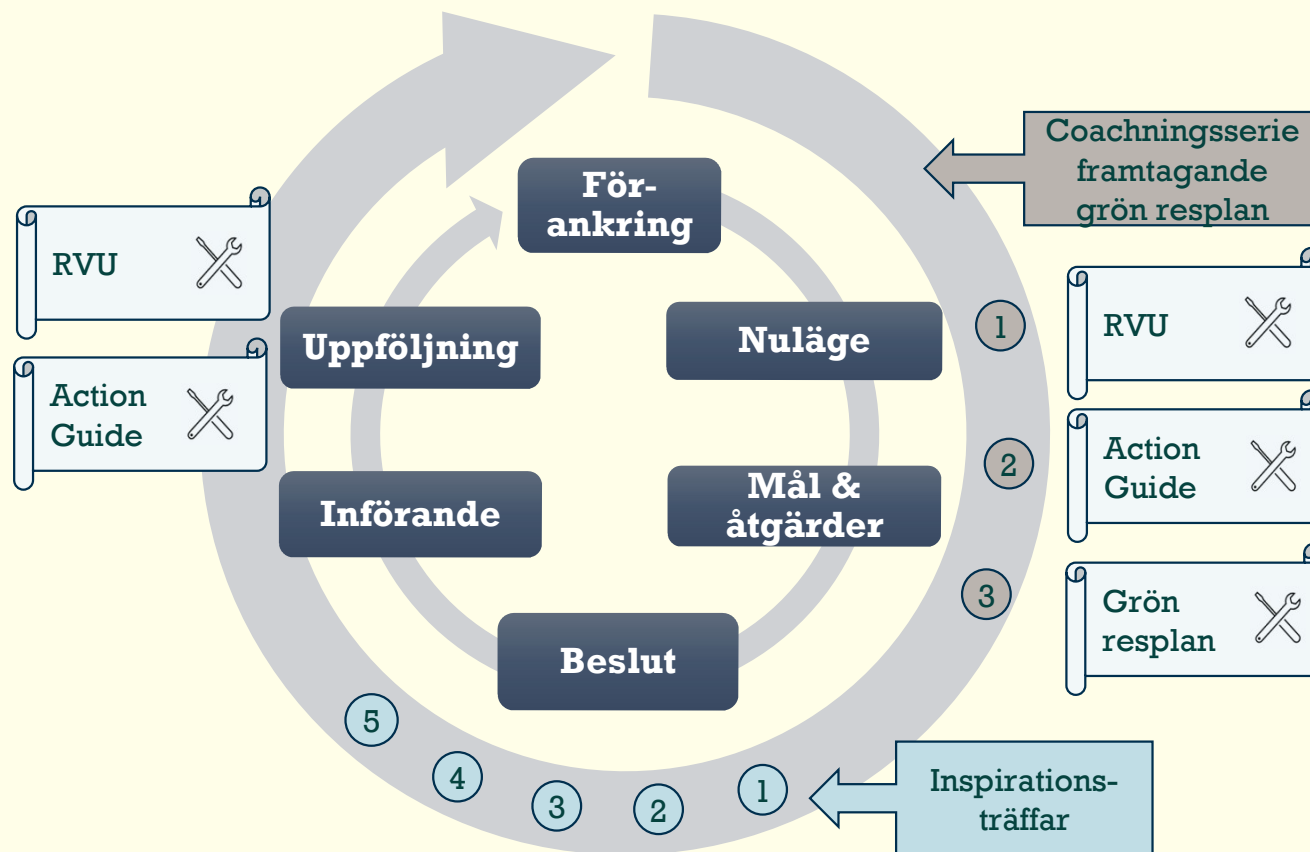 Coachningsserie
framtagande
grön resplan
För-
ankring
RVU
Uppföljning
Nuläge
1
RVU
Action
Guide
2
Action
Guide
Införande
Mål &
åtgärder
3
Grön
resplan
Beslut
5
4
3
2
1
Inspirations-
träffar